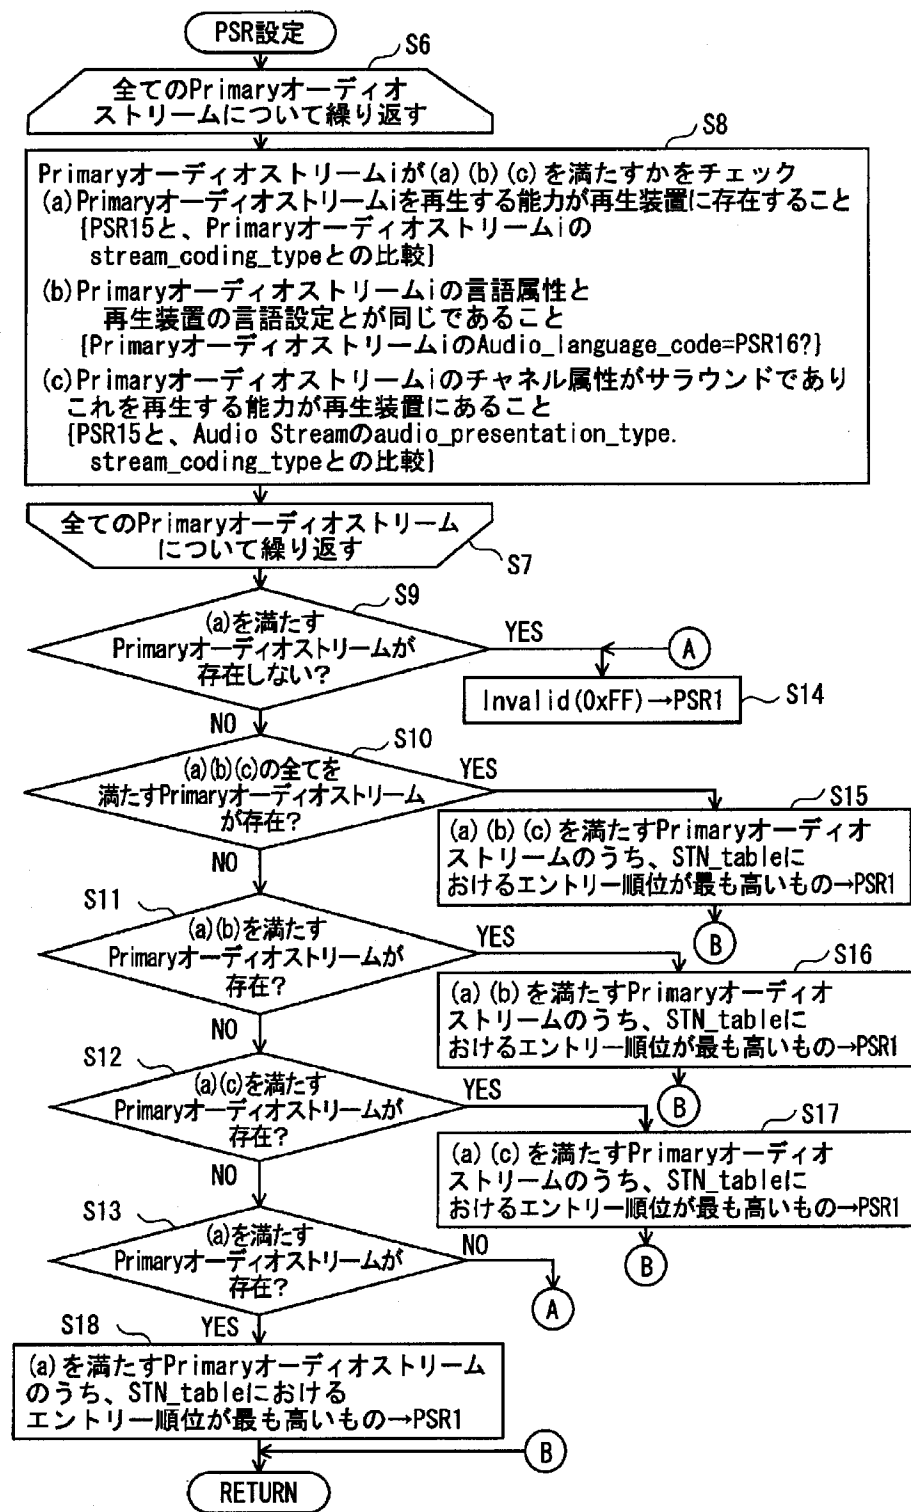 PSR設定
S6
全てのPrimaryオーディオ
ストリームについて繰り返す
S8
Primaryオーディオストリームiが(a)(b)(c)を満たすかをチェック
(a)Primaryオーディオストリームiを再生する能力が再生装置に存在すること
{PSR15と、Primaryオーディオストリームiの
stream_coding_typeとの比較}
(b)Primaryオーディオストリームiの言語属性と
再生装置の言語設定とが同じであること
{PrimaryオーディオストリームiのAudio_language_code=PSR16?}
(c)Primaryオーディオストリームiのチャネル属性がサラウンドであり
これを再生する能力が再生装置にあること
{PSR15と、Audio Streamのaudio_presentation_type.
stream_coding_typeとの比較}
全てのPrimaryオーディオストリーム
について繰り返す
S7
S9
(a)を満たす
Primaryオーディオストリームが
存在しない?
YES
A
Invalid(0xFF)→PSR1
S14
NO
S10
(a)(b)(c)の全てを
満たすPrimaryオーディオストリーム
が存在?
YES
S15
(a)(b)(c)を満たすPrimaryオーディオ
ストリームのうち、STN_tableに
おけるエントリー順位が最も高いもの→PSR1
B
NO
S11
(a)(b)を満たす
Primaryオーディオストリームが
存在?
YES
S16
(a)(b)を満たすPrimaryオーディオ
ストリームのうち、STN_tableに
おけるエントリー順位が最も高いもの→PSR1
B
NO
S12
(a)(c)を満たす
Primaryオーディオストリームが
存在?
YES
S17
(a)(c)を満たすPrimaryオーディオ
ストリームのうち、STN_tableに
おけるエントリー順位が最も高いもの→PSR1
B
NO
S13
(a)を満たす
Primaryオーディオストリームが
存在?
NO
A
YES
S18
(a)を満たすPrimaryオーディオストリーム
のうち、STN_tableにおける
エントリー順位が最も高いもの→PSR1
B
RETURN